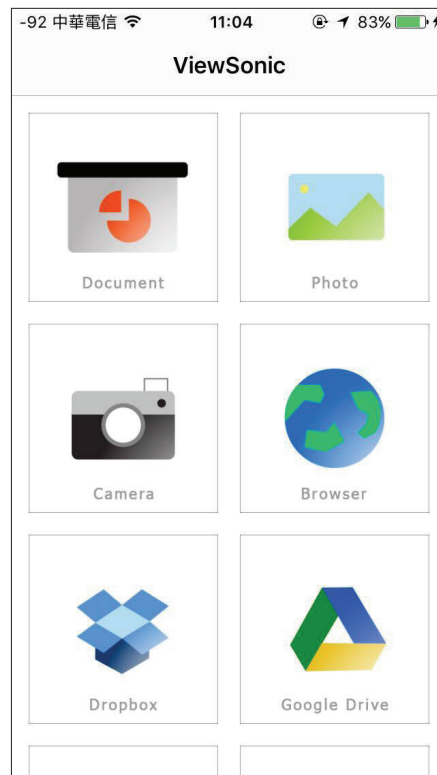 -92 中華電信 11:04 83%
ViewSonic
Document Photo
Camera Browser
Dropbox Google Drive